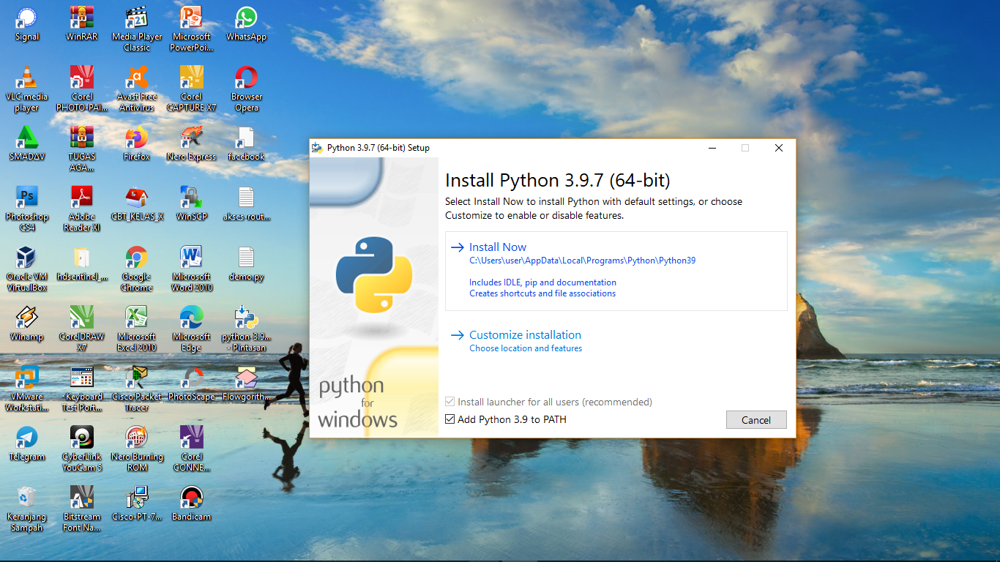 Signal
WinRAR
Media Player
Classic
Microsoft
PowerPoi...
WhatsApp
VLC media
player
Corel
PHOTO-PAI...
Avast Free
Antivirus
Corel
CAPTURE X7
Browser
Opera
SMADΔV
TUGAS
AGA...
Firefox
Nero Express
facebook
Photoshop
CS4
Adobe
Reader XI
CBT_KELAS_X
WinSCP
akses-rout...
Oracle VM
VirtualBox
hdsentinel_...
Google
Chrome
Microsoft
Word 2010
demo.py
Winamp
CorelDRAW
X7
Microsoft
Excel 2010
Microsoft
Edge
python-3.9...
- Pintasan
VMware
Workstati...
Keyboard
Test Port...
Cisco Packet
Tracer
PhotoScape
Flowgorith...
Telegram
CyberLink
YouCam 5
Nero Burning
ROM
Corel
CONNE...
Keranjang
Sampah
Bitstream
Font Na...
Cisco-PT-7...
Bandicam
Python 3.9.7 (64-bit) Setup
Install Python 3.9.7 (64-bit)
Select Install Now to install Python with default settings, or choose
Customize to enable or disable features.
Install Now
C:\Users\user\AppData\Local\Programs\Python\Python39
Includes IDLE, pip and documentation
Creates shortcuts and file associations
Customize installation
Choose location and features
python
for
windows
Install launcher for all users (recommended)
Add Python 3.9 to PATH
Cancel